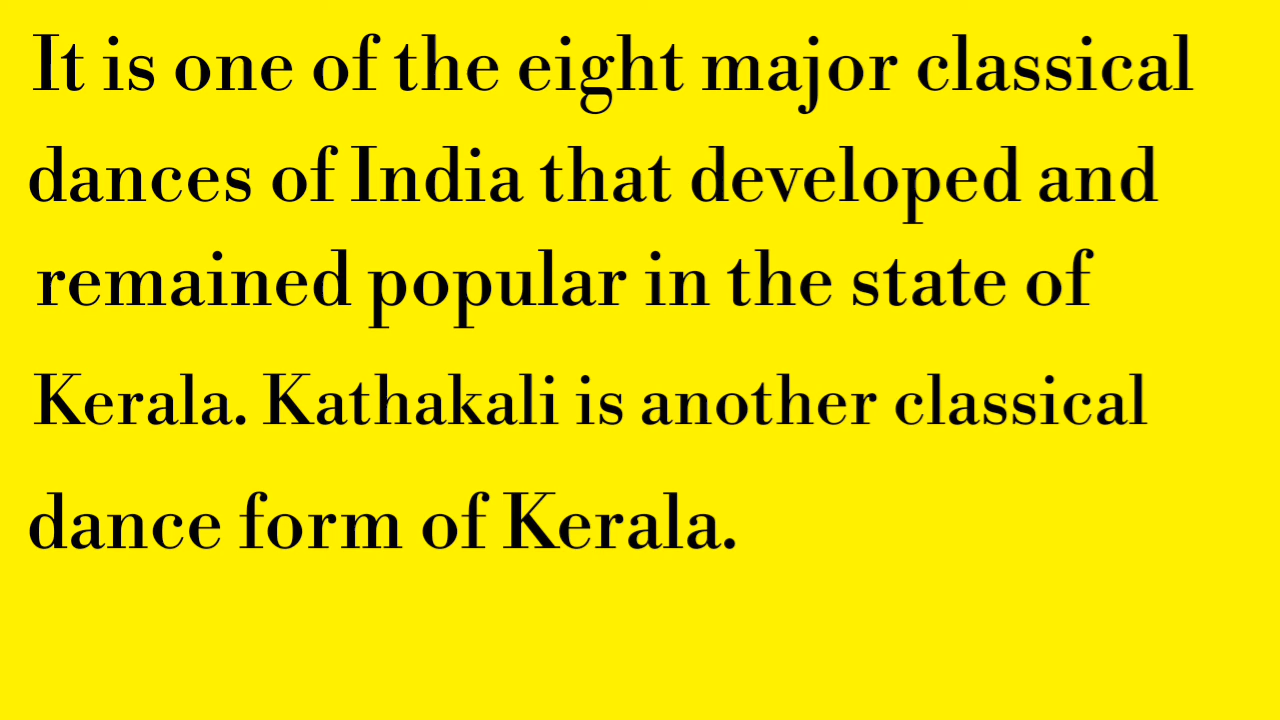 It is one of the eight major classical
dances of India that developed and
remained popular in the state of
Kerala. Kathakali is another classical
dance form of Kerala.